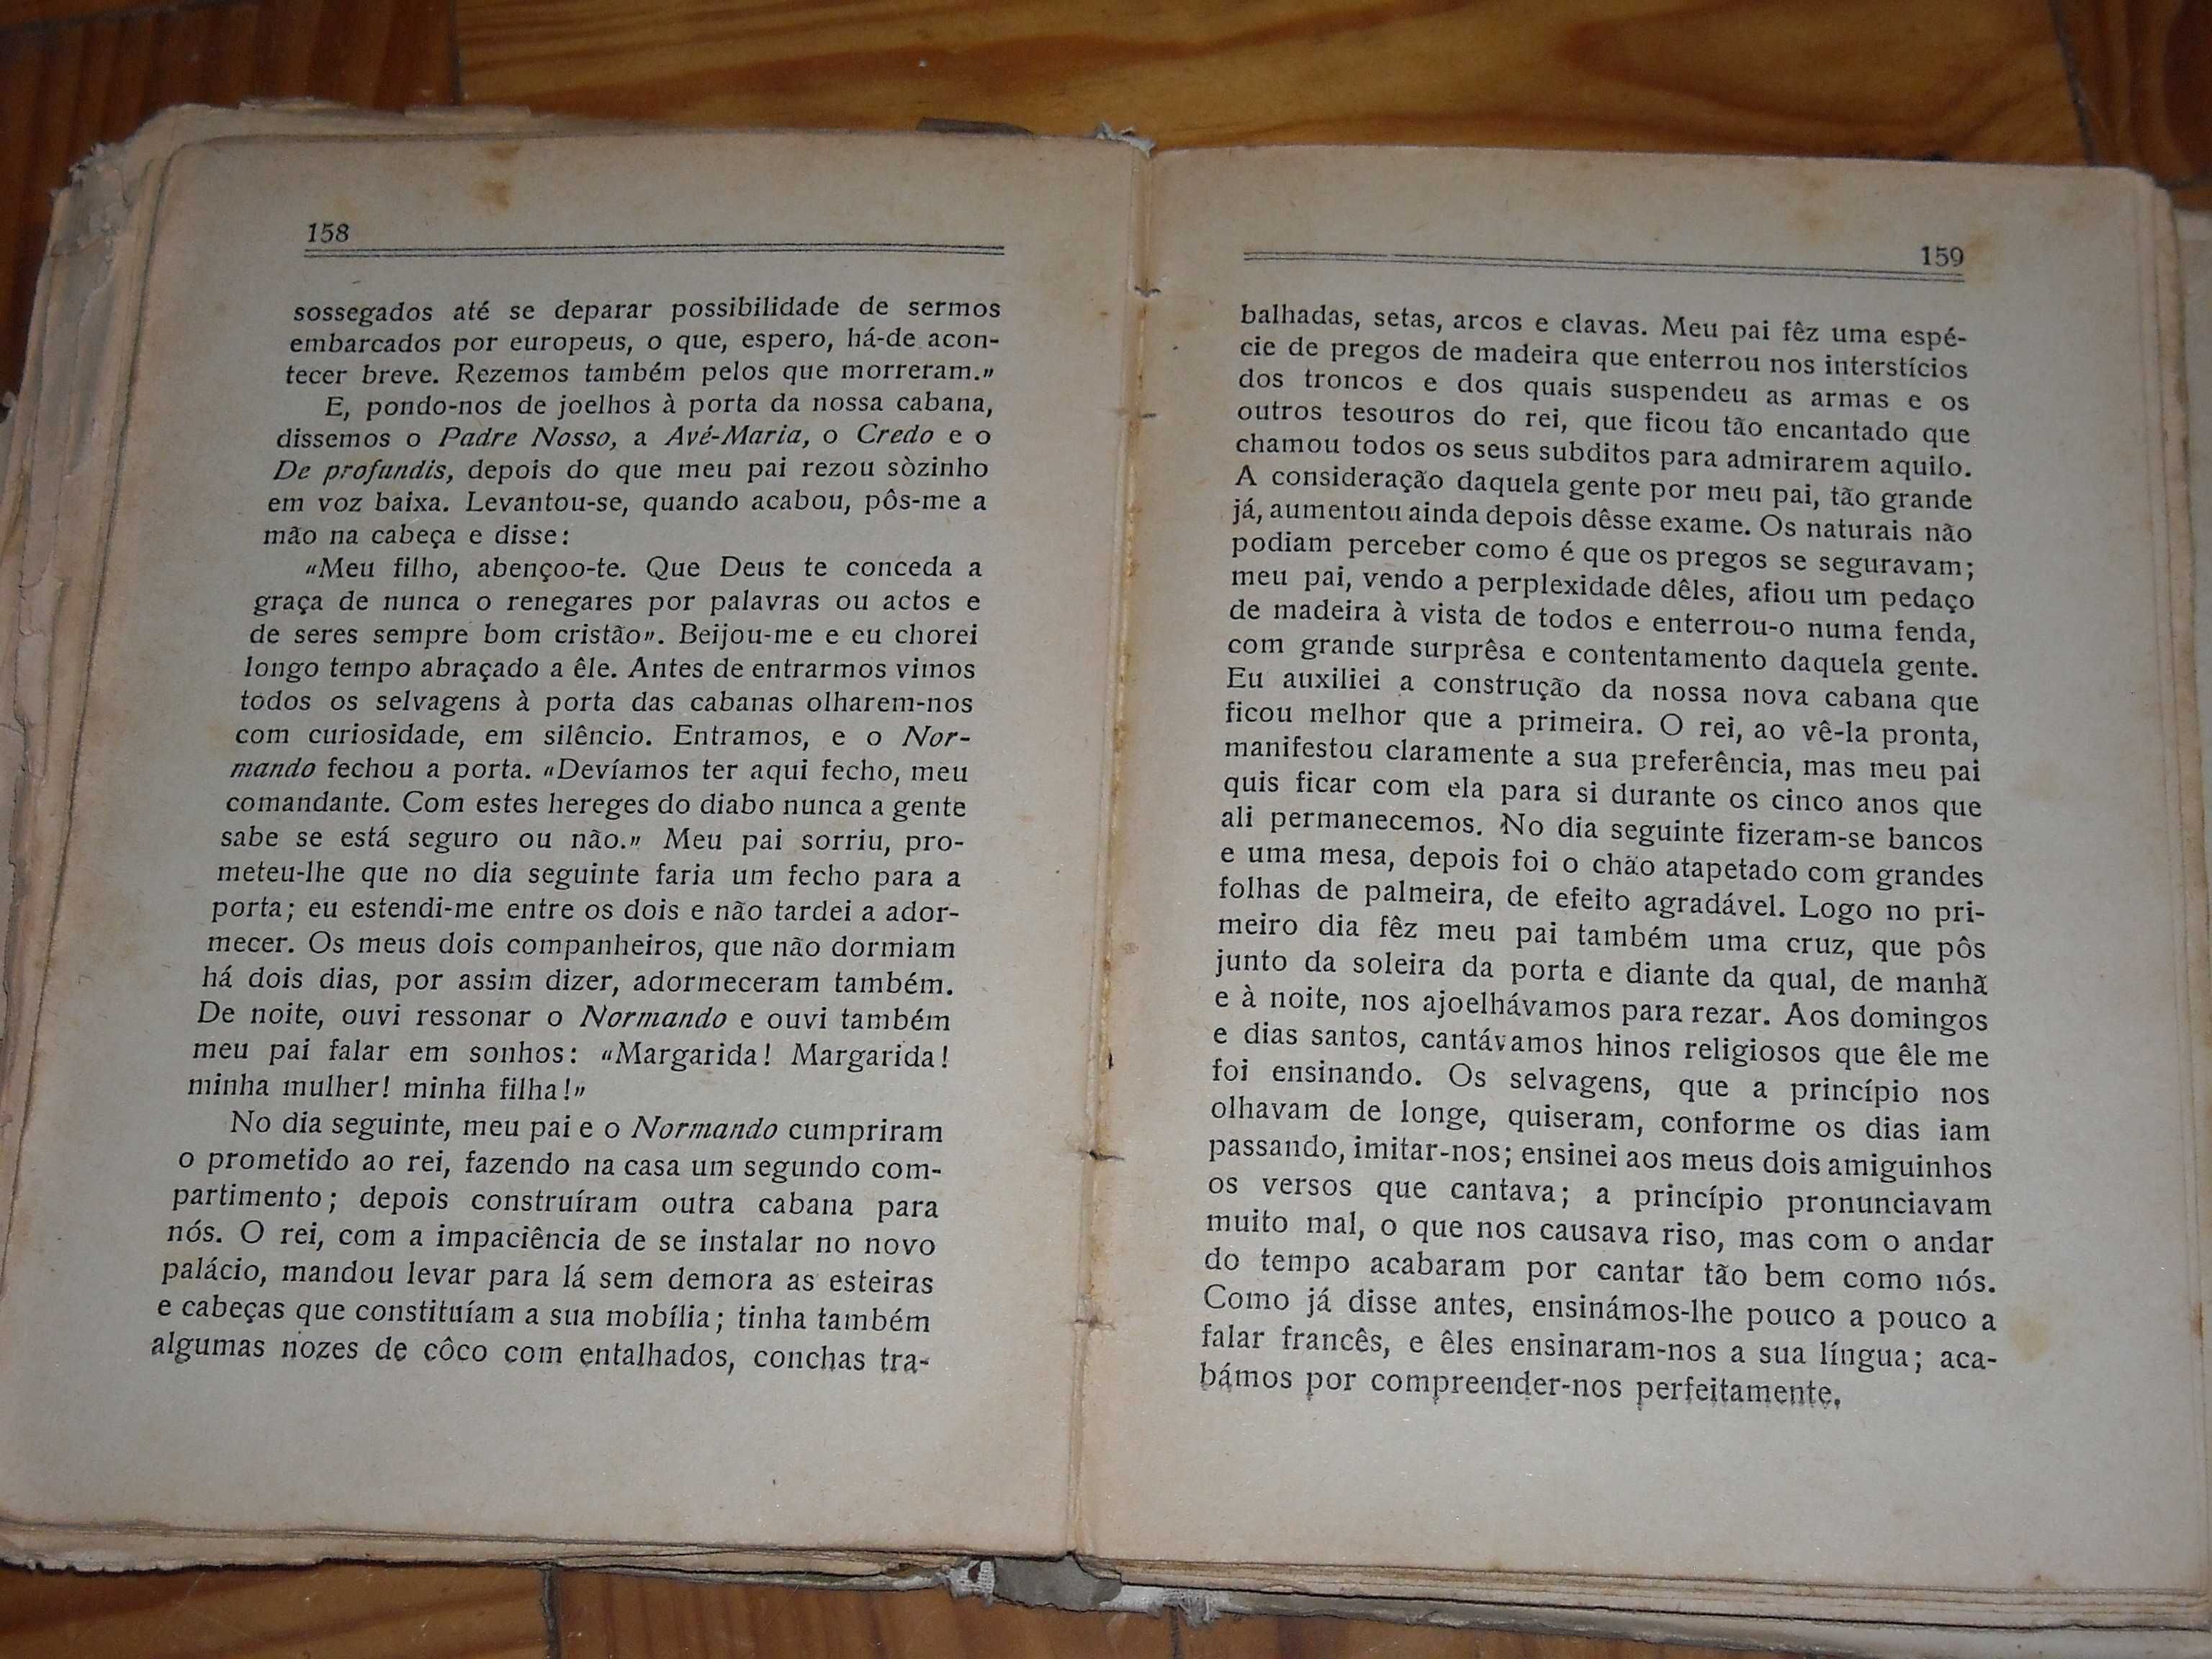 158
sossegados até se deparar possibilidade de sermos
embarcados por europeus, o que, espero, há-de acon-
tecer breve. Rezemos também pelos que morreram.»
E, pondo-nos de joelhos à porta da nossa cabana,
dissemos o Padre Nosso, a Avé-Maria, o Credo e o
De profundis, depois do que meu pai rezou sòzinho
em voz baixa. Levantou-se, quando acabou, pôs-me a
mão na cabeça e disse:
«Meu filho, abençoo-te. Que Deus te conceda a
graça de nunca o renegares por palavras ou actos e
de seres sempre bom cristão». Beijou-me e eu chorei
longo tempo abraçado a êle. Antes de entrarmos vimos
todos os selvagens à porta das cabanas olharem-nos
com curiosidade, em silêncio. Entramos, e o Nor-
mando fechou a porta. «Devíamos ter aqui fecho, meu
comandante. Com estes hereges do diabo nunca a gente
sabe se está seguro ou não.» Meu pai sorriu, pro-
meteu-lhe que no dia seguinte faria um fecho para a
porta; eu estendi-me entre os dois e não tardei a ador-
mecer. Os meus dois companheiros, que não dormiam
há dois dias, por assim dizer, adormeceram também.
De noite, ouvi ressonar o Normando e ouvi também
meu pai falar em sonhos: «Margarida! Margarida!
minha mulher! minha filha!»
No dia seguinte, meu pai e o Normando cumpriram
o prometido ao rei, fazendo na casa um segundo com-
partimento; depois construíram outra cabana para
nós. O rei, com a impaciência de se instalar no novo
palácio, mandou levar para lá sem demora as esteiras
e cabeças que constituíam a sua mobília; tinha também
algumas nozes de côco com entalhados, conchas tra-
159
balhadas, setas, arcos e clavas. Meu pai fêz uma espé-
cie de pregos de madeira que enterrou nos interstícios
dos troncos e dos quais suspendeu as armas e os
outros tesouros do rei, que ficou tão encantado que
chamou todos os seus subditos para admirarem aquilo.
A consideração daquela gente por meu pai, tão grande
já, aumentou ainda depois dêsse exame. Os naturais não
podiam perceber como é que os pregos se seguravam;
meu pai, vendo a perplexidade dêles, afiou um pedaço
de madeira à vista de todos e enterrou-o numa fenda,
com grande surprêsa e contentamento daquela gente.
Eu auxiliei a construção da nossa nova cabana que
ficou melhor que a primeira. O rei, ao vê-la pronta,
manifestou claramente a sua preferência, mas meu pai
quis ficar com ela para si durante os cinco anos que
ali permanecemos. No dia seguinte fizeram-se bancos
e uma mesa, depois foi o chão atapetado com grandes
folhas de palmeira, de efeito agradável. Logo no pri-
meiro dia fêz meu pai também uma cruz, que pôs
junto da soleira da porta e diante da qual, de manhã
e à noite, nos ajoelhávamos para rezar. Aos domingos
e dias santos, cantávamos hinos religiosos que êle me
foi ensinando. Os selvagens, que a princípio nos
olhavam de longe, quiseram, conforme os dias iam
passando, imitar-nos; ensinei aos meus dois amiguinhos
os versos que cantava; a princípio pronunciavam
muito mal, o que nos causava riso, mas com o andar
do tempo acabaram por cantar tão bem como nós.
Como já disse antes, ensinámos-lhe pouco a pouco a
falar francês, e êles ensinaram-nos a sua língua; aca-
bámos por compreender-nos perfeitamente.